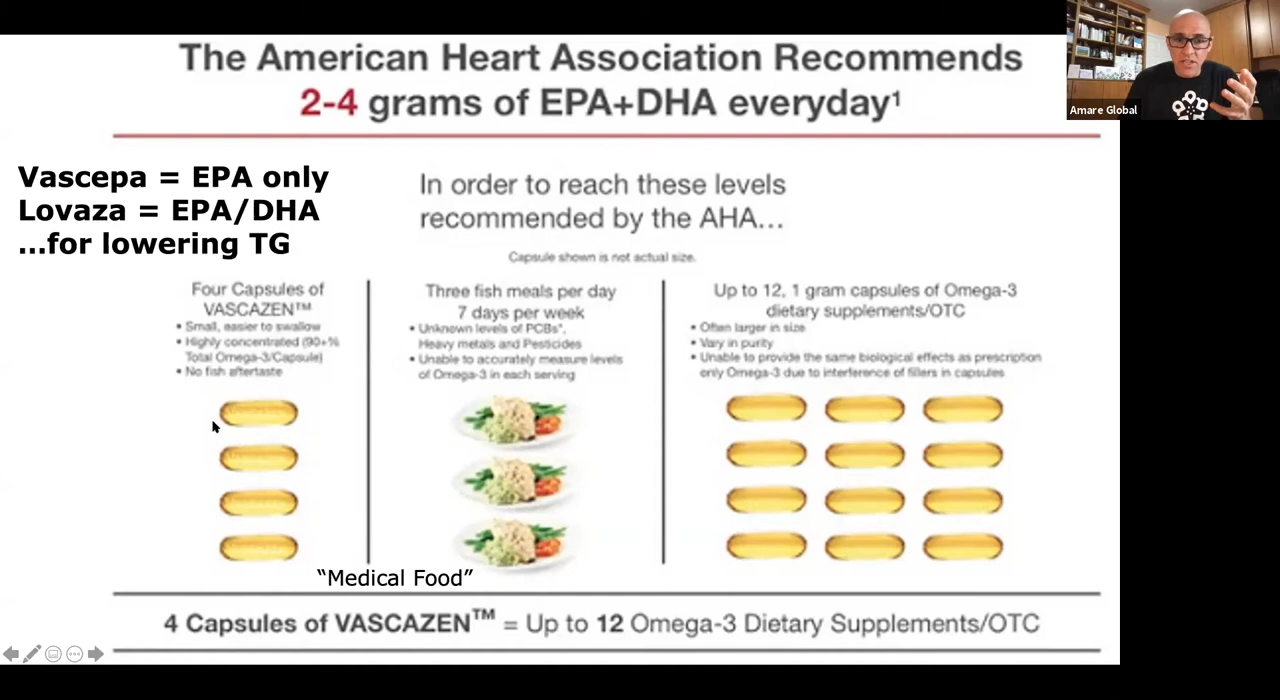 The American Heart Association Recommends
2-4 grams of EPA+DHA everyday¹
Amare Global
Vascepa = EPA only
Lovaza = EPA/DHA
...for lowering TG
In order to reach these levels
recommended by the AHA...
Capsule shown is not actual size.
Four Capsules of
VASCAZEN™
• Small, easier to swallow
• Highly concentrated (90+%
Total Omega-3/Capsule)
• No fish aftertaste
Three fish meals per day
7 days per week
• Unknown levels of PCBs*,
Heavy metals and Pesticides
• Unable to accurately measure levels
of Omega-3 in each serving
Up to 12, 1 gram capsules of Omega-3
dietary supplements/OTC
• Often larger in size
• Vary in purity
• Unable to provide the same biological effects as prescription
only Omega-3 due to interference of fillers in capsules
“Medical Food”
4 Capsules of VASCAZEN™ = Up to 12 Omega-3 Dietary Supplements/OTC